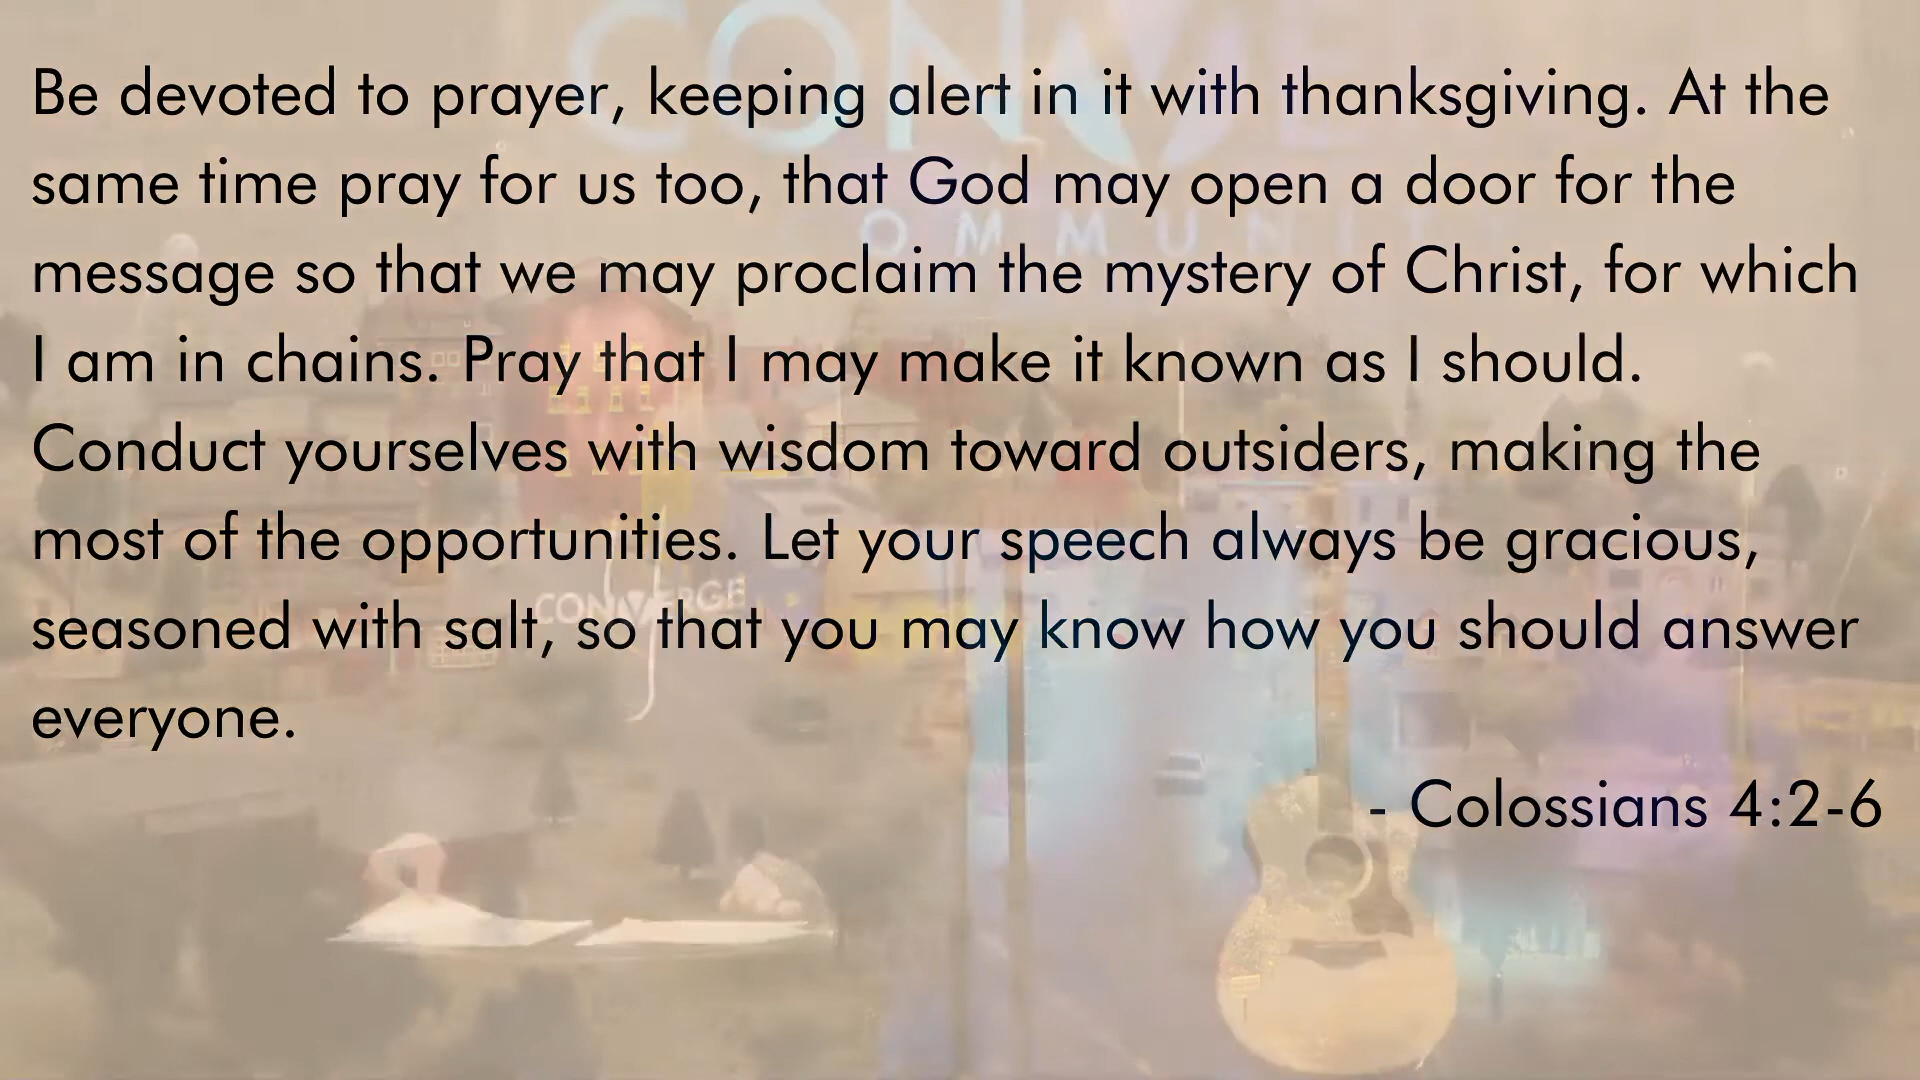 CONVE
Be devoted to prayer, keeping alert in it with thanksgiving. At the
same time pray for us too, that God may open a door for the
OMMUNITY
message so that we may proclaim the mystery of Christ, for which
I am in chains. Pray that I may make it known as I should.
Conduct yourselves with wisdom toward outsiders, making the
most of the opportunities. Let your speech always be gracious,
CONVERGE
seasoned with salt, so that you may know how you should answer
everyone.
- Colossians 4:2-6